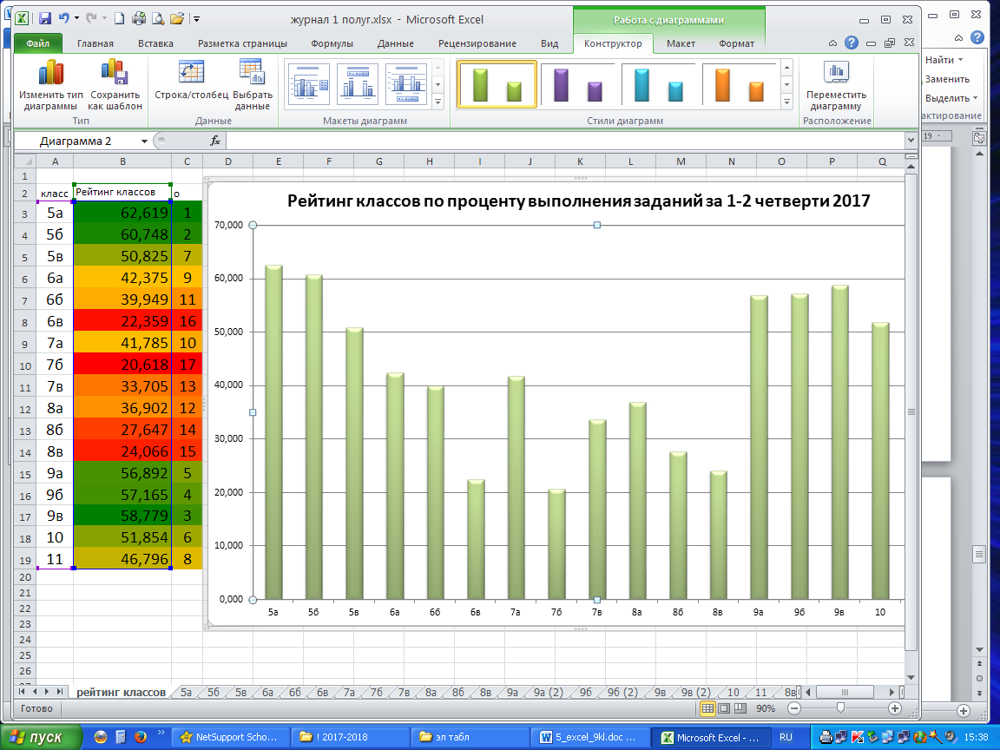 журнал 1 полуг.xlsx - Microsoft Excel
Работа с диаграммами
Файл Главная Вставка Разметка страницы Формулы Данные Рецензирование Вид Конструктор Макет Формат
Изменить тип диаграммы
Сохранить как шаблон
Строка/столбец
Выбрать данные
Переместить диаграмму
Тип Данные Макеты диаграмм Стили диаграмм Расположение
Найти
Заменить
Выделить
Диаграмма 2 fx
19
A B C D E F G H I J K L M N O P Q
1
2 класс Рейтинг классов о
3 5а 62,619 1
4 5б 60,748 2
5 5в 50,825 7
6 6а 42,375 9
7 6б 39,949 11
8 6в 22,359 16
9 7а 41,785 10
10 7б 20,618 17
11 7в 33,705 13
12 8а 36,902 12
13 8б 27,647 14
14 8в 24,066 15
15 9а 56,892 5
16 9б 57,165 4
17 9в 58,779 3
18 10 51,854 6
19 11 46,796 8
20
21
22
23
24
25
26
Рейтинг классов по проценту выполнения заданий за 1-2 четверти 2017
70,000
60,000
50,000
40,000
30,000
20,000
10,000
0,000
5а 5б 5в 6а 6б 6в 7а 7б 7в 8а 8б 8в 9а 9б 9в 10
рейтинг классов 5а 5б 5в 6а 6б 6в 7а 7б 7в 8а 8б 8в 9а 9а (2) 9б 9б (2) 9в 9в (2) 10 11
Готово 90%
пуск NetSupport Scho... ! 2017-2018 эл табл 5_excel_9kl.doc ... Microsoft Excel - ... RU 15:38